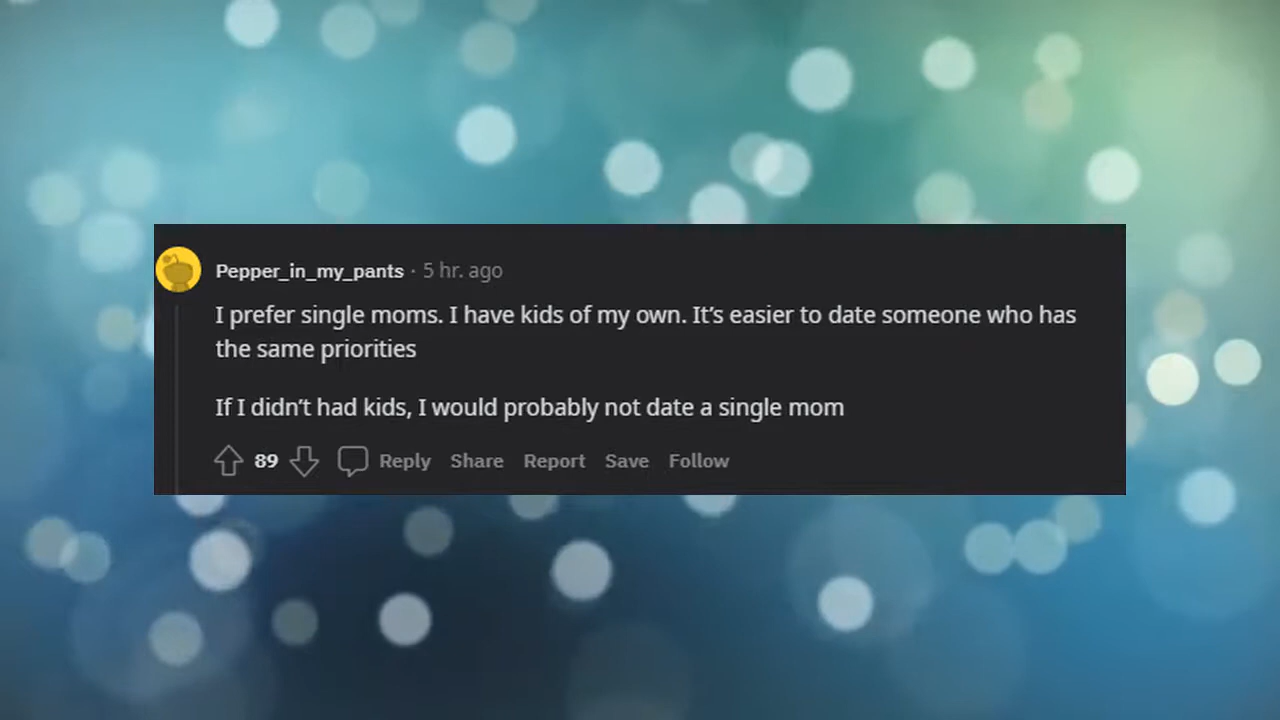 Pepper_in_my_pants · 5 hr. ago
I prefer single moms. I have kids of my own. It’s easier to date someone who has
the same priorities
If I didn’t had kids, I would probably not date a single mom
89 Reply Share Report Save Follow